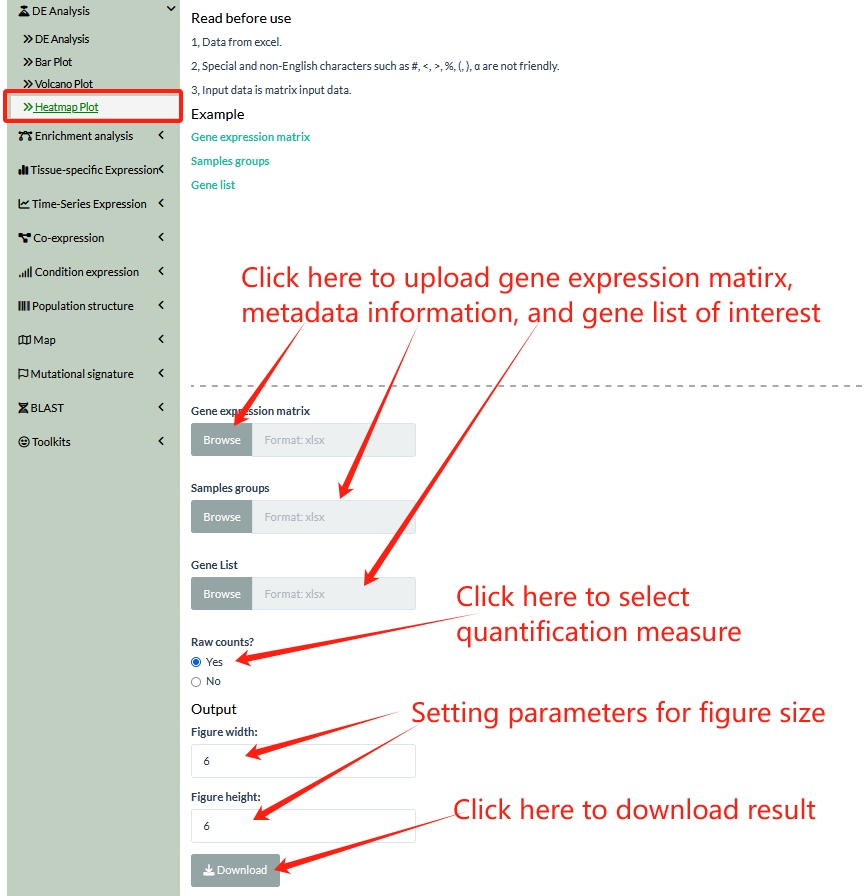 DE Analysis
DE Analysis
Bar Plot
Volcano Plot
Heatmap Plot
Enrichment analysis
Tissue-specific Expression
Time-Series Expression
Co-expression
Condition expression
Population structure
Map
Mutational signature
BLAST
Toolkits
Read before use
1, Data from excel.
2, Special and non-English characters such as #, <, >, %, (, ), α are not friendly.
3, Input data is matrix input data.
Example
Gene expression matrix
Samples groups
Gene list
Click here to upload gene expression matirx,
metadata information, and gene list of interest
Gene expression matrix
Browse Format: xlsx
Samples groups
Browse Format: xlsx
Gene List
Browse Format: xlsx
Click here to select
quantification measure
Raw counts?
Yes
No
Output
Setting parameters for figure size
Figure width:
6
Figure height:
6
Click here to download result
Download